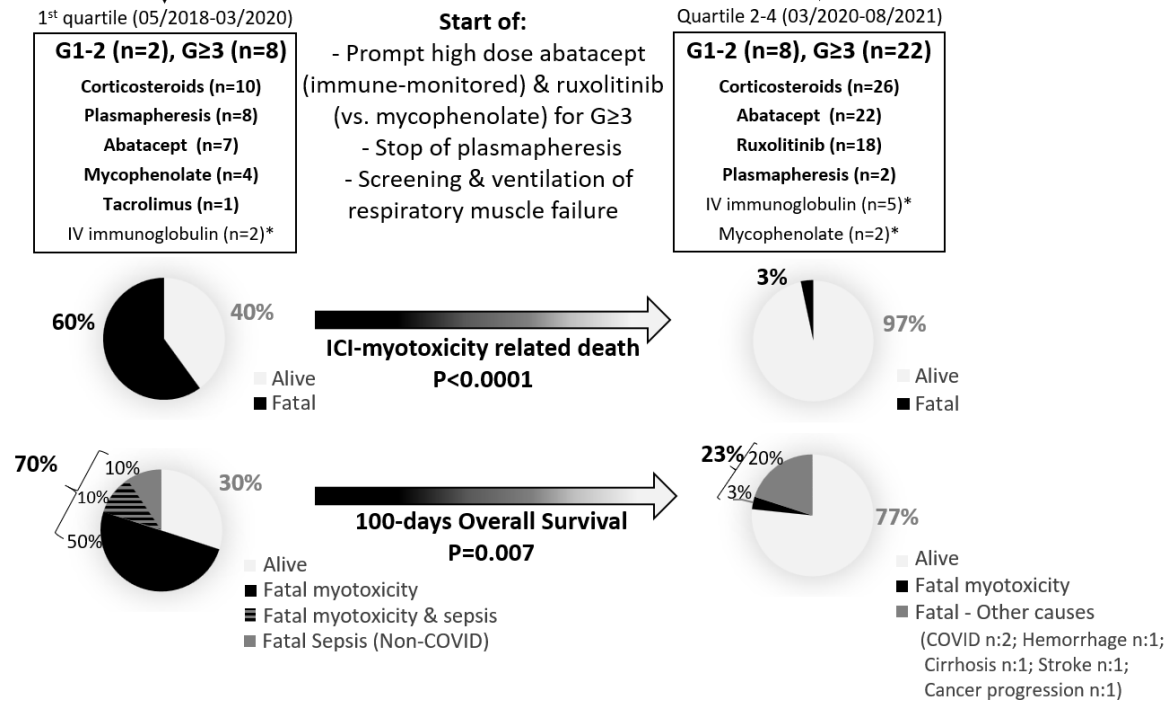 1st quartile (05/2018-03/2020)
G1-2 (n=2), G≥3 (n=8)
Corticosteroids (n=10)
Plasmapheresis (n=8)
Abatacept (n=7)
Mycophenolate (n=4)
Tacrolimus (n=1)
IV immunoglobulin (n=2)*
Start of:
- Prompt high dose abatacept
(immune-monitored) & ruxolitinib
(vs. mycophenolate) for G≥3
- Stop of plasmapheresis
- Screening & ventilation of
respiratory muscle failure
Quartile 2-4 (03/2020-08/2021)
G1-2 (n=8), G≥3 (n=22)
Corticosteroids (n=26)
Abatacept (n=22)
Ruxolitinib (n=18)
Plasmapheresis (n=2)
IV immunoglobulin (n=5)*
Mycophenolate (n=2)*
60%
40%
Alive
Fatal
ICI-myotoxicity related death
P<0.0001
3%
97%
Alive
Fatal
70%
10%
10%
50%
30%
Alive
Fatal myotoxicity
Fatal myotoxicity & sepsis
Fatal Sepsis (Non-COVID)
100-days Overall Survival
P=0.007
23%
20%
3%
77%
Alive
Fatal myotoxicity
Fatal - Other causes
(COVID n:2; Hemorrhage n:1;
Cirrhosis n:1; Stroke n:1;
Cancer progression n:1)